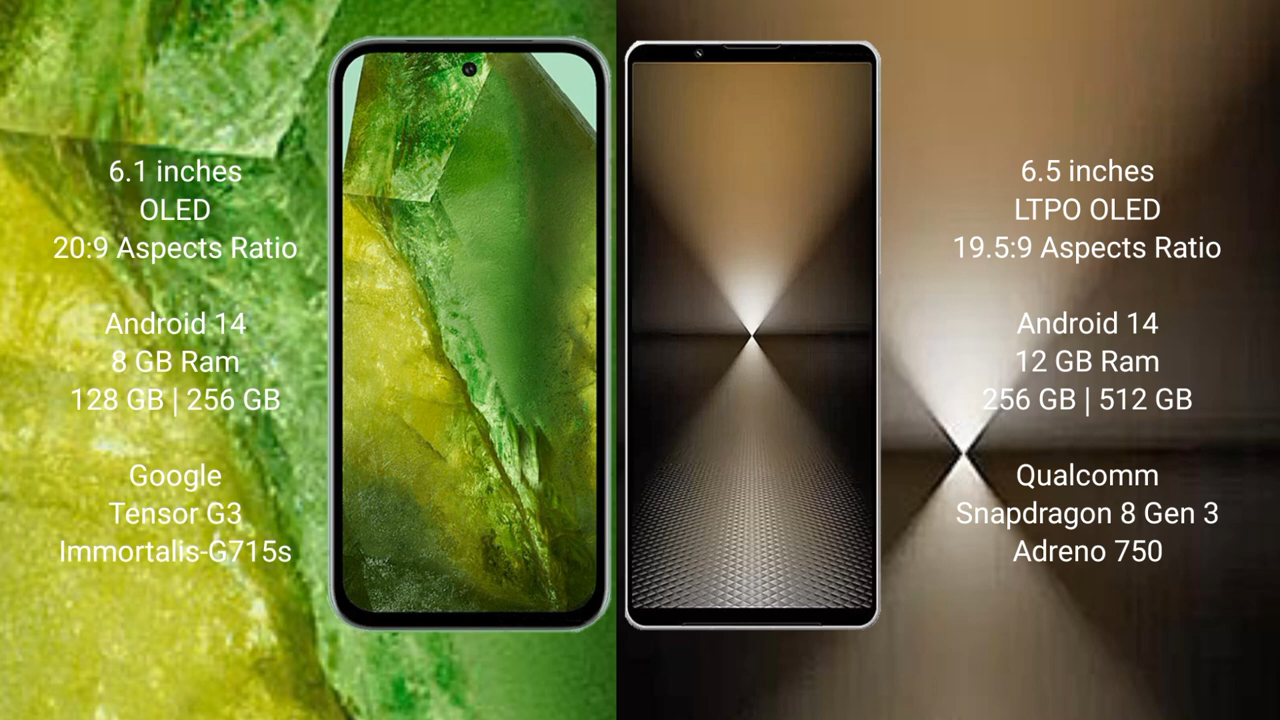 6.1 inches
OLED
20:9 Aspects Ratio
Android 14
8 GB Ram
128 GB | 256 GB
Google
Tensor G3
Immortalis-G715s
6.5 inches
LTPO OLED
19.5:9 Aspects Ratio
Android 14
12 GB Ram
256 GB | 512 GB
Qualcomm
Snapdragon 8 Gen 3
Adreno 750